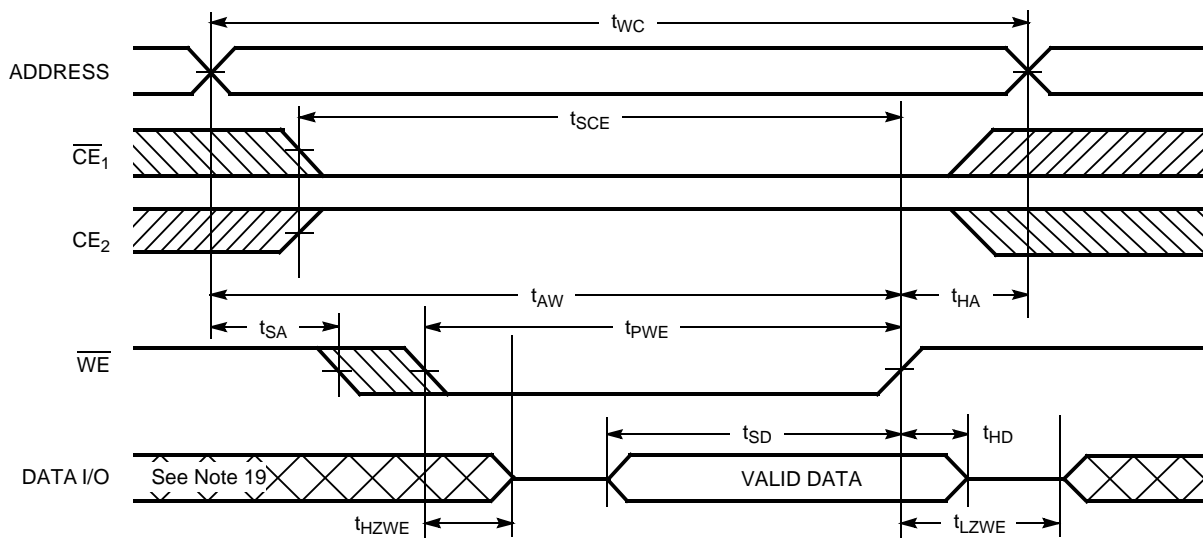 tWC
ADDRESS
tSCE
CE1
CE2
tAW
tHA
tSA
tPWE
WE
tSD
tHD
DATA I/O
See Note 19
VALID DATA
tHZWE
tLZWE